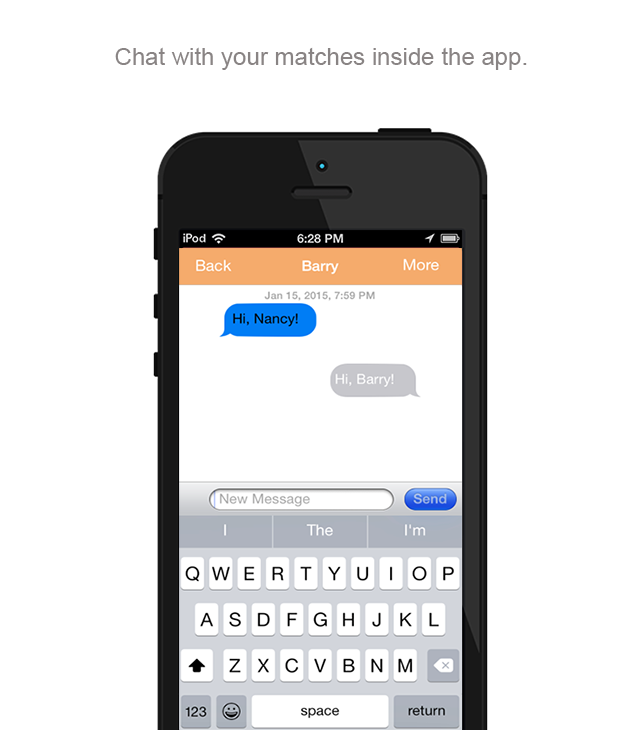 Chat with your matches inside the app.
iPod 6:28 PM
Back Barry More
Jan 15, 2015, 7:59 PM
Hi, Nancy!
Hi, Barry!
New Message Send
I The I'm
Q W E R T Y U I O P
A S D F G H J K L
Z X C V B N M
123 space return